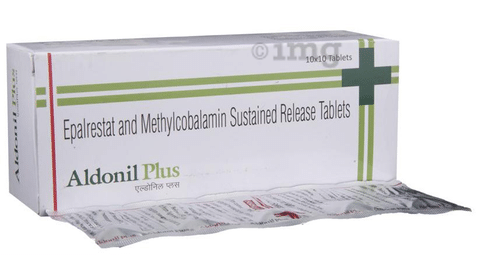 ©1mg
10x10 Tablets
Epalrestat and Methylcobalamin Sustained Release Tablets
Aldonil Plus
एल्डोनिल प्लस
Aldonil Plus